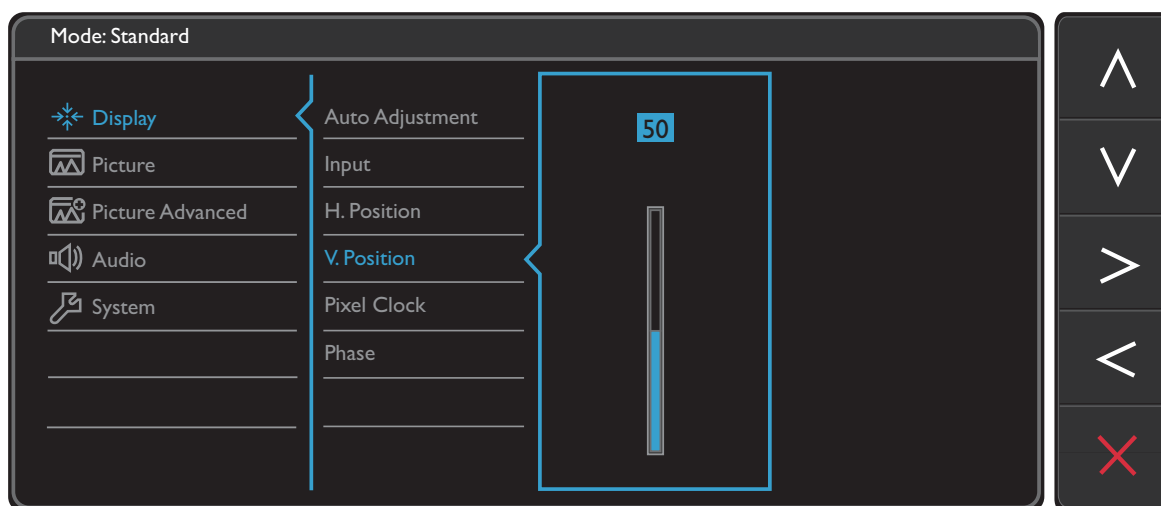 Mode: Standard
Display
Picture
Picture Advanced
Audio
System
Auto Adjustment
Input
H. Position
V. Position
Pixel Clock
Phase
50